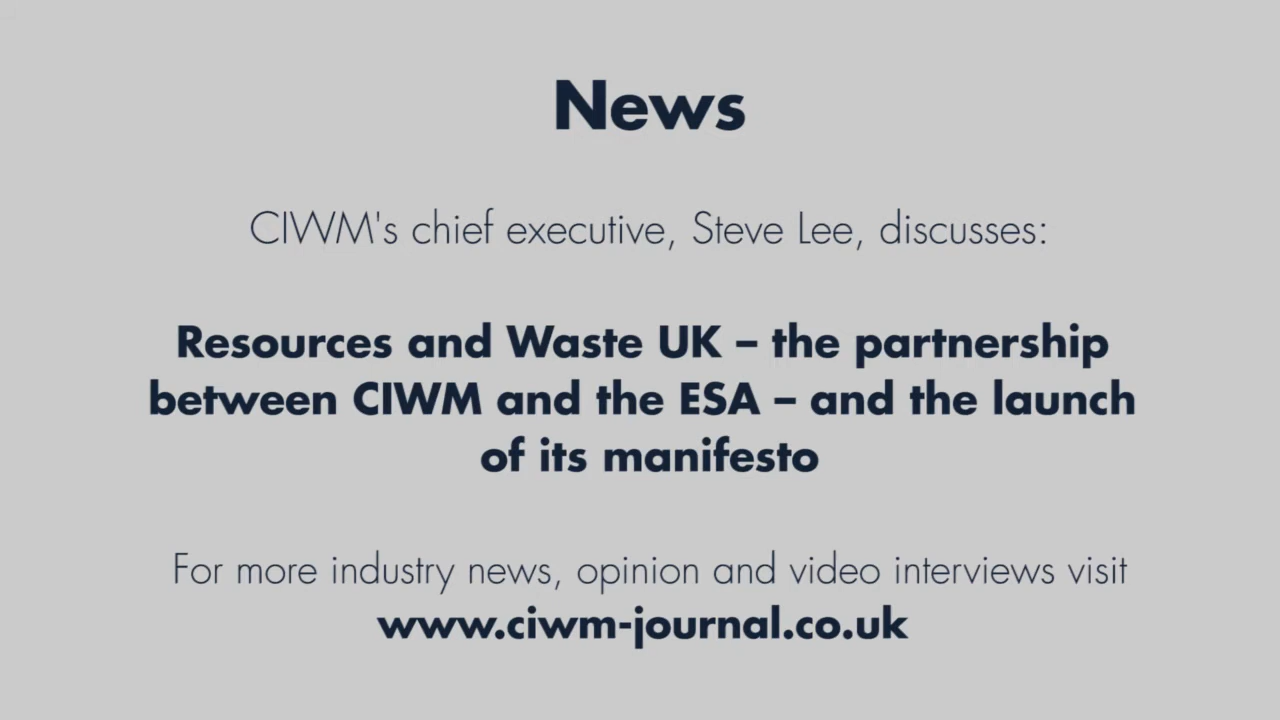 News
CIWM's chief executive, Steve Lee, discusses:
Resources and Waste UK – the partnership
between CIWM and the ESA – and the launch
of its manifesto
For more industry news, opinion and video interviews visit
www.ciwm-journal.co.uk